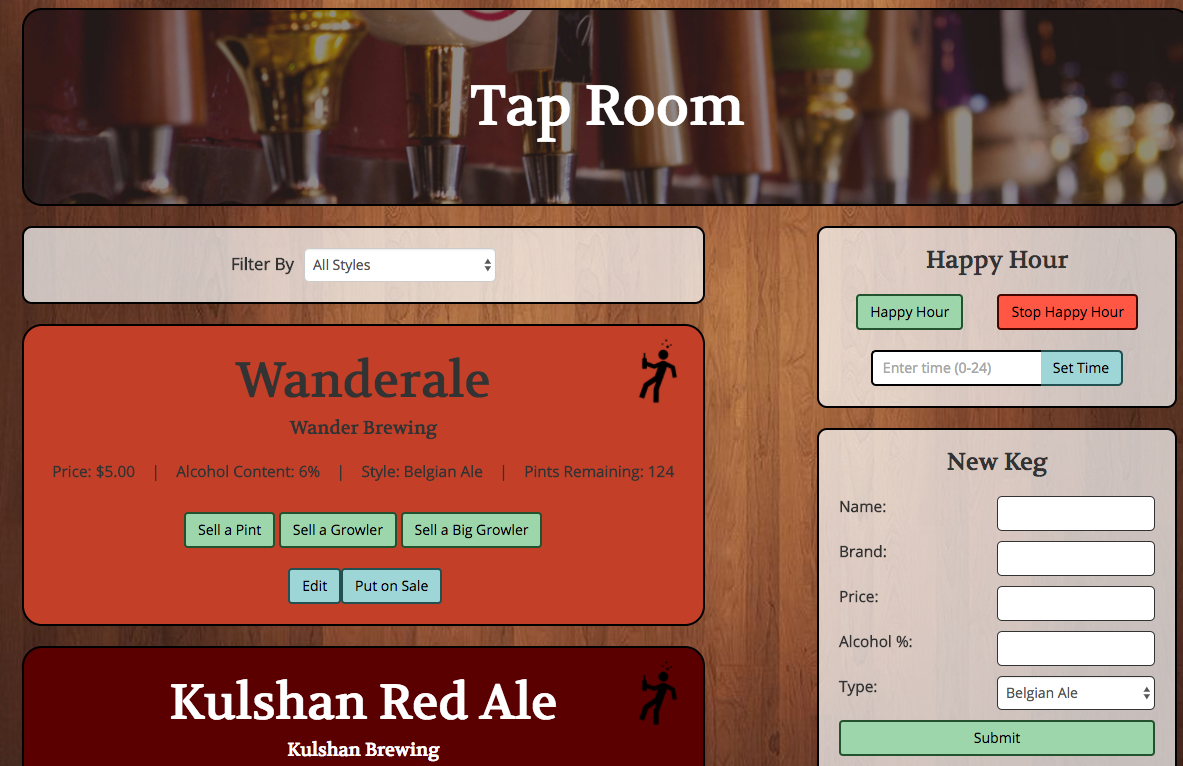 Tap Room
Filter By All Styles
Wanderale
Wander Brewing
Price: $5.00 | Alcohol Content: 6% | Style: Belgian Ale | Pints Remaining: 124
Sell a Pint Sell a Growler Sell a Big Growler
Edit Put on Sale
Kulshan Red Ale
Kulshan Brewing
Happy Hour
Happy Hour Stop Happy Hour
Enter time (0-24) Set Time
New Keg
Name:
Brand:
Price:
Alcohol %:
Type: Belgian Ale
Submit